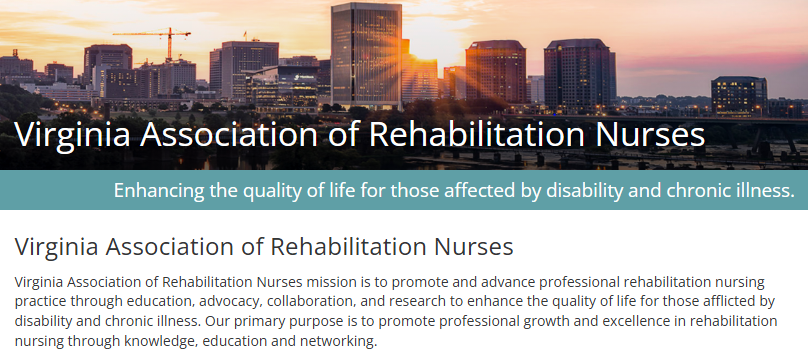 Virginia Association of Rehabilitation Nurses
Enhancing the quality of life for those affected by disability and chronic illness.
Virginia Association of Rehabilitation Nurses
Virginia Association of Rehabilitation Nurses mission is to promote and advance professional rehabilitation nursing
practice through education, advocacy, collaboration, and research to enhance the quality of life for those afflicted by
disability and chronic illness. Our primary purpose is to promote professional growth and excellence in rehabilitation
nursing through knowledge, education and networking.